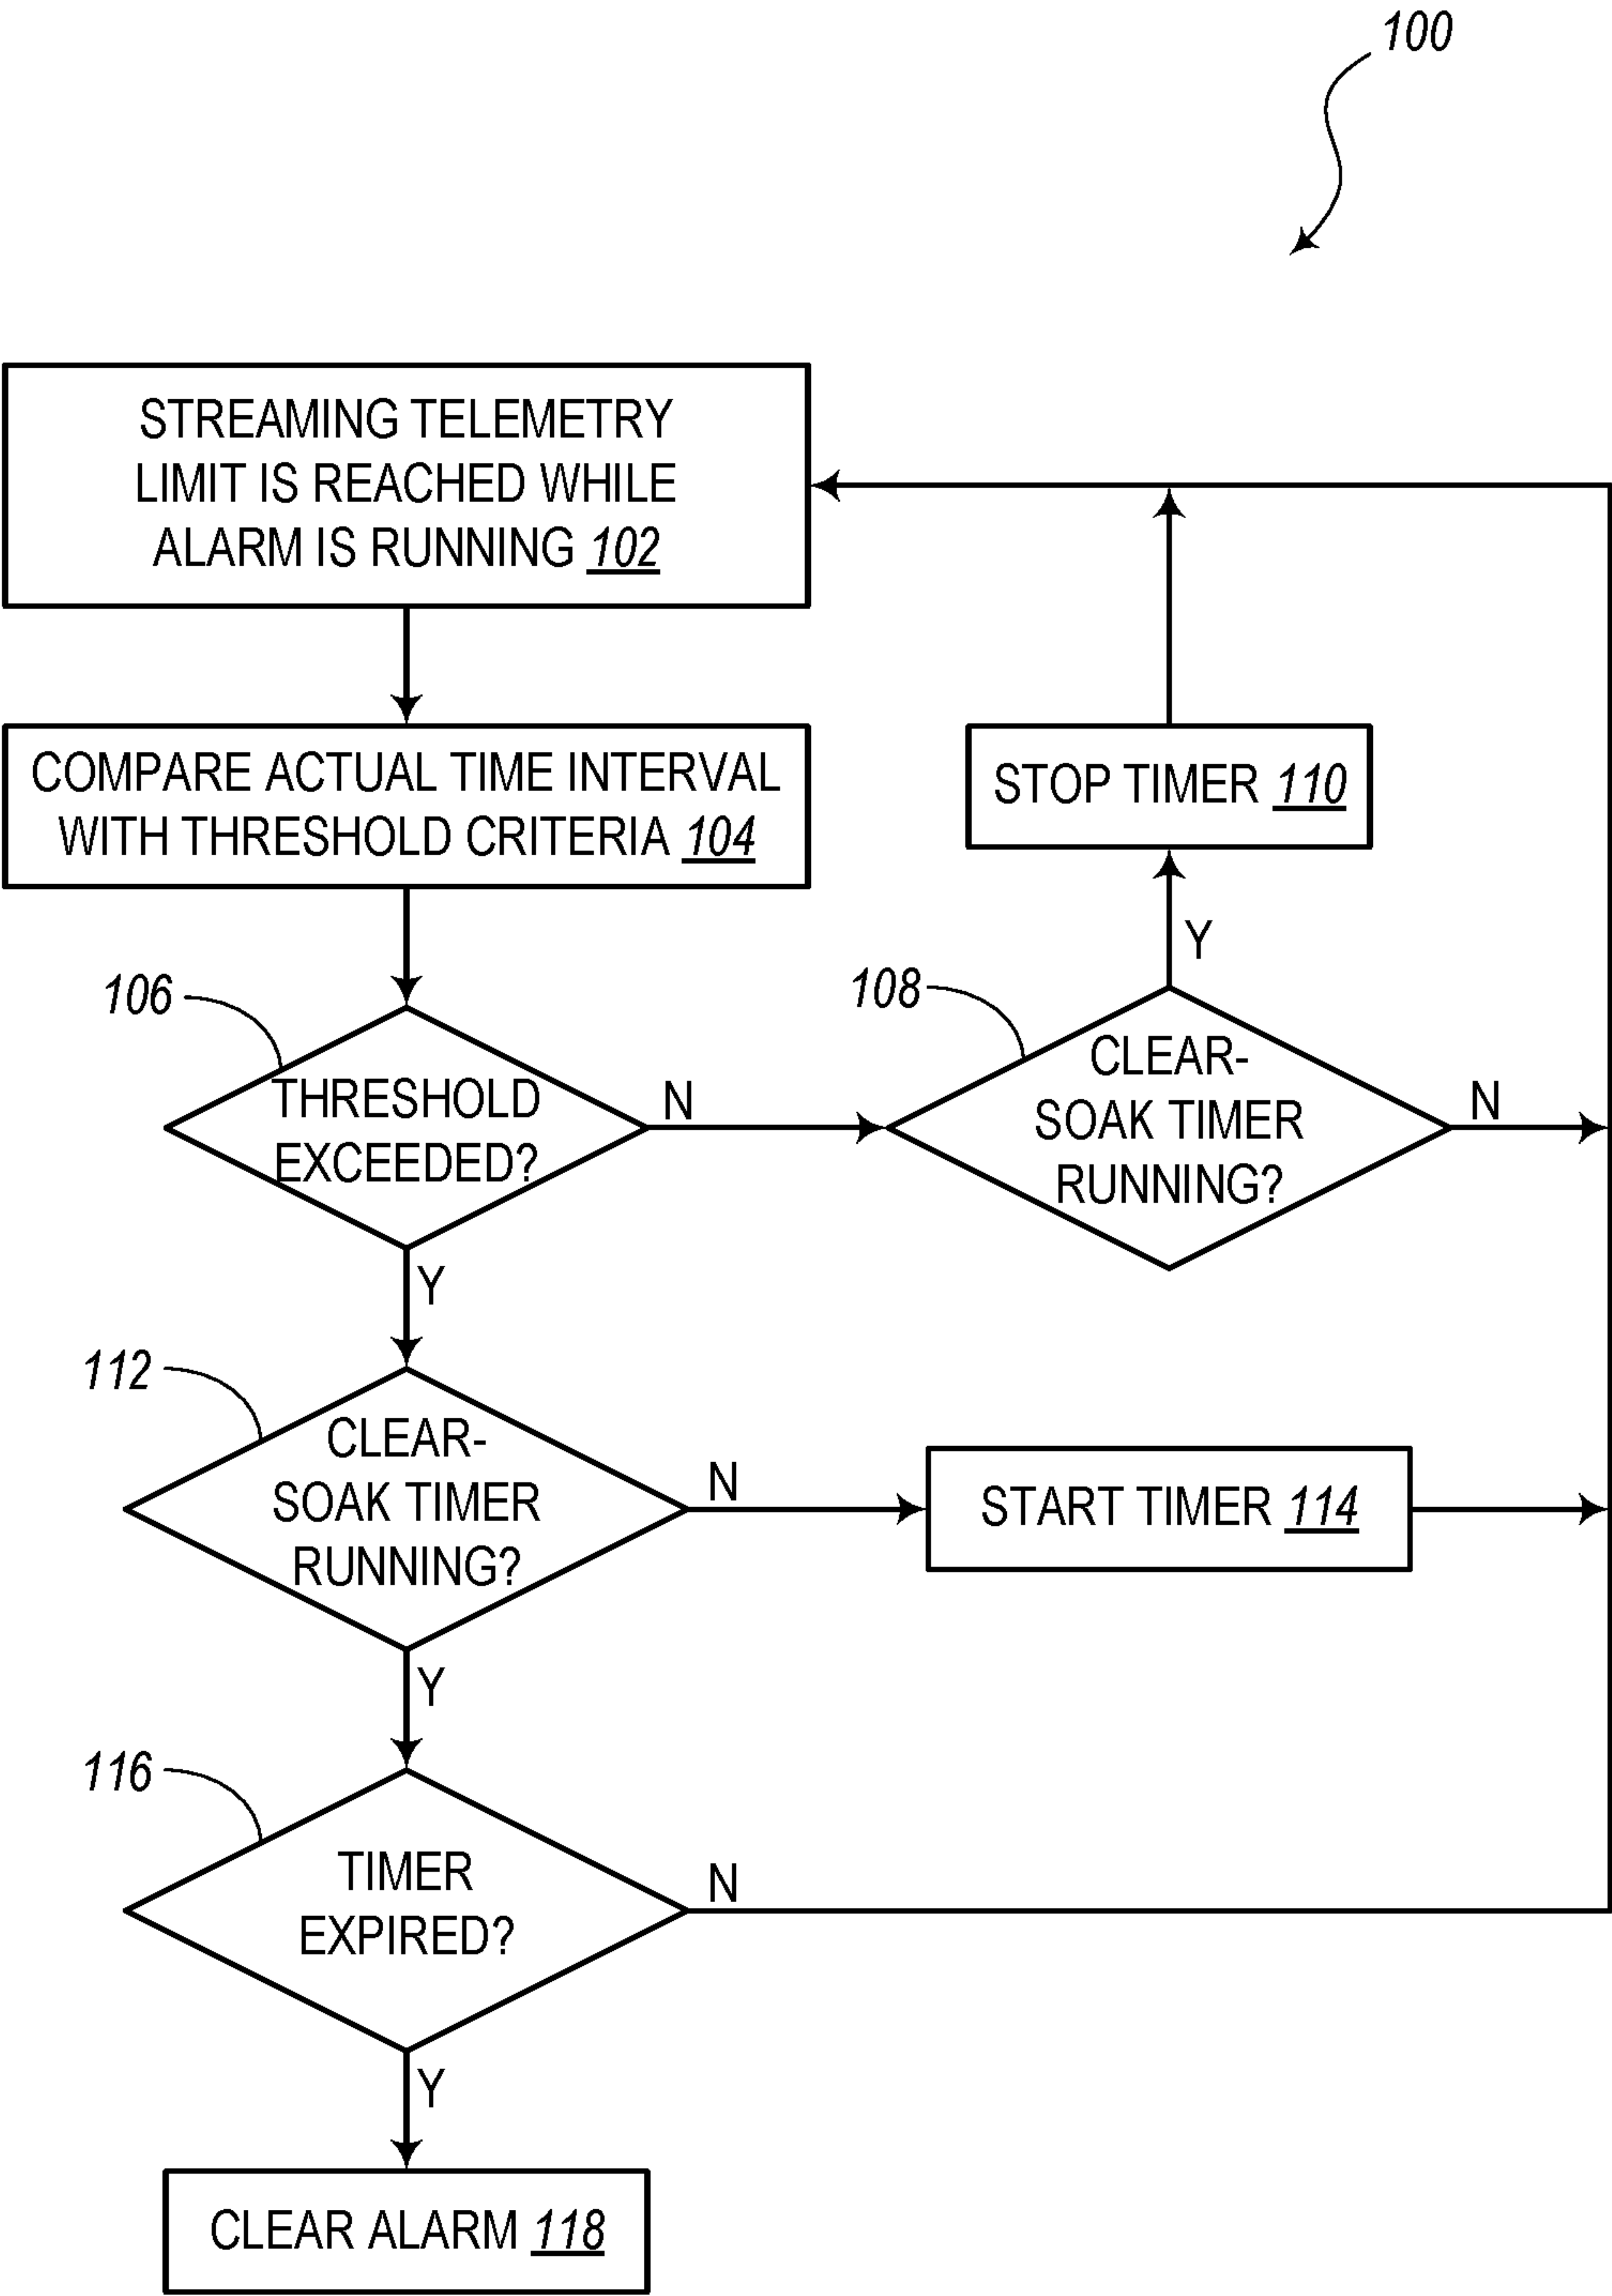 100
STREAMING TELEMETRY
LIMIT IS REACHED WHILE
ALARM IS RUNNING 102
COMPARE ACTUAL TIME INTERVAL
WITH THRESHOLD CRITERIA 104
STOP TIMER 110
Y
106
THRESHOLD
EXCEEDED?
N
108
CLEAR-
SOAK TIMER
RUNNING?
N
Y
112
CLEAR-
SOAK TIMER
RUNNING?
N
START TIMER 114
Y
116
TIMER
EXPIRED?
N
Y
CLEAR ALARM 118